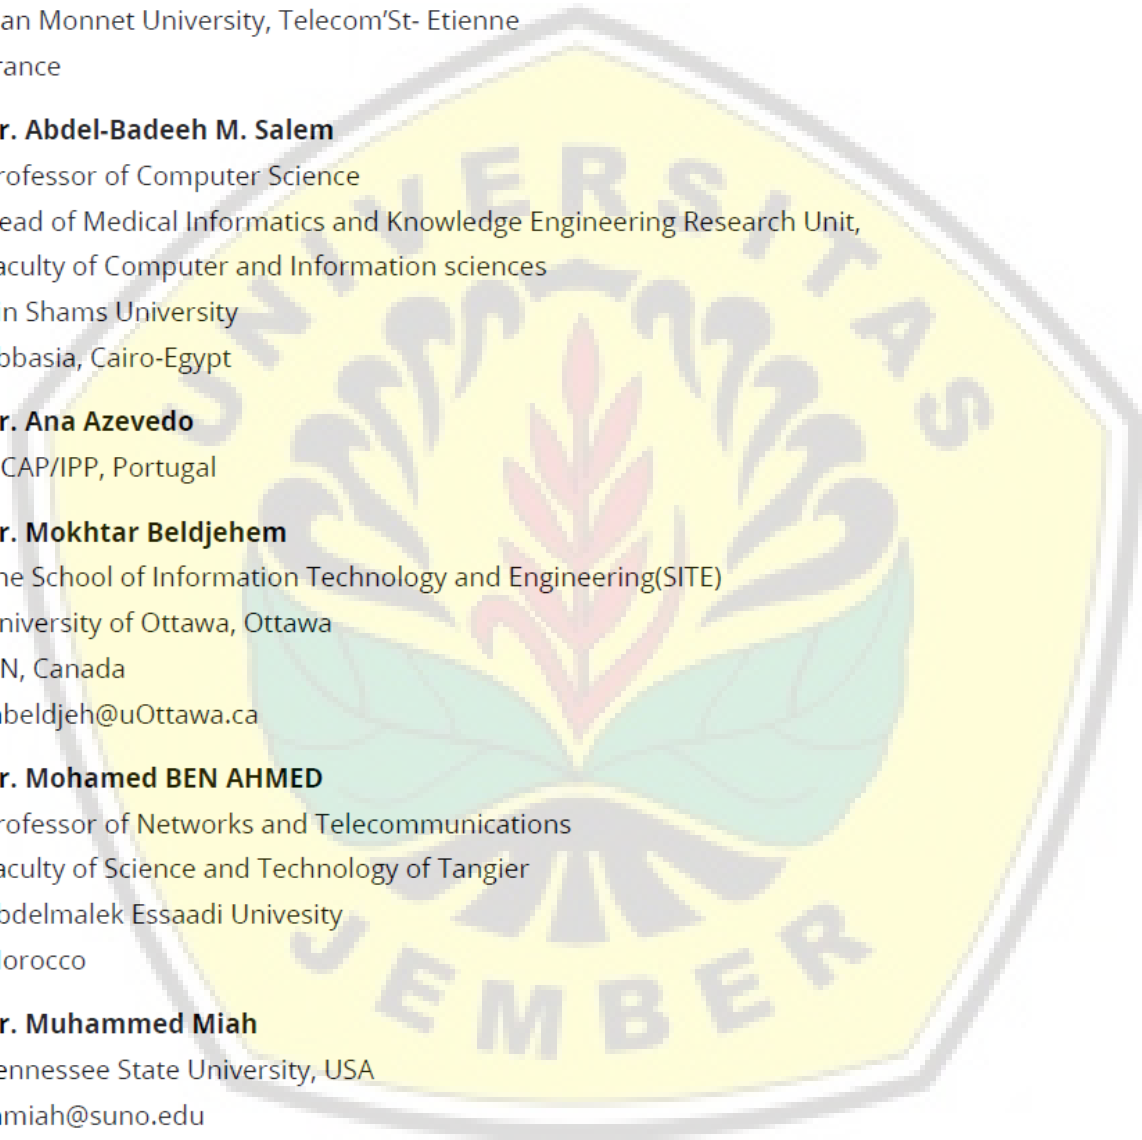 an Monnet University, Telecom'St- Etienne
rance
r. Abdel-Badeeh M. Salem
rofessor of Computer Science
ead of Medical Informatics and Knowledge Engineering Research Unit,
aculty of Computer and Information sciences
in Shams University
bbasia, Cairo-Egypt
r. Ana Azevedo
CAP/IPP, Portugal
r. Mokhtar Beldjehem
he School of Information Technology and Engineering(SITE)
niversity of Ottawa, Ottawa
N, Canada
beldjeh@uOttawa.ca
r. Mohamed BEN AHMED
rofessor of Networks and Telecommunications
aculty of Science and Technology of Tangier
bdelmalek Essaadi Univesity
orocco
r. Muhammed Miah
ennessee State University, USA
miah@suno.edu
UNIVERSITAS
JEMBER